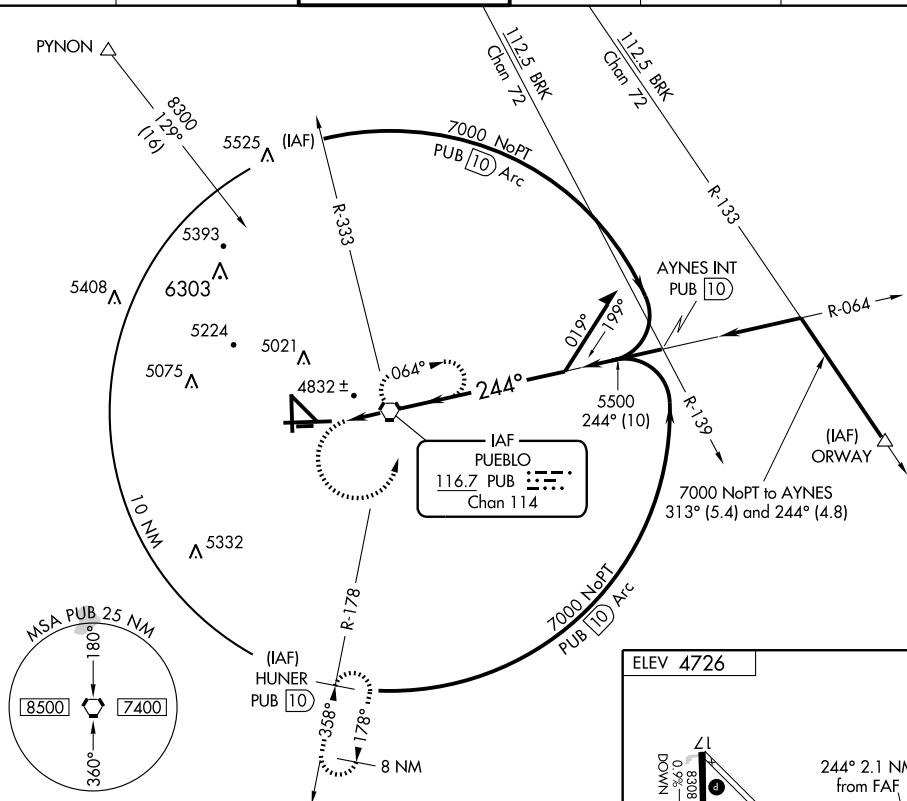 PYNON
8300
129°
(16)
5525
(IAF)
7000 NoPT
PUB 10 Arc
112.5 BRK
Chan 72
112.5 BRK
Chan 72
R-133
R-333
5393
6303
5408
5224
5075
5021
4832 ±
064°
244°
019°
199°
AYNES INT
PUB 10
R-064
5500
244° (10)
R-139
(IAF)
ORWAY
7000 NoPT to AYNES
313° (5.4) and 244° (4.8)
IAF
PUEBLO
116.7 PUB
Chan 114
10 NM
5332
R-178
7000 NoPT
PUB 10 Arc
(IAF)
HUNER
PUB 10
358°
178°
8 NM
MSA PUB 25 NM
180°
8500
7400
360°
ELEV 4726
17
8308
0.9%
DOWN
P
244° 2.1 NM
from FAF